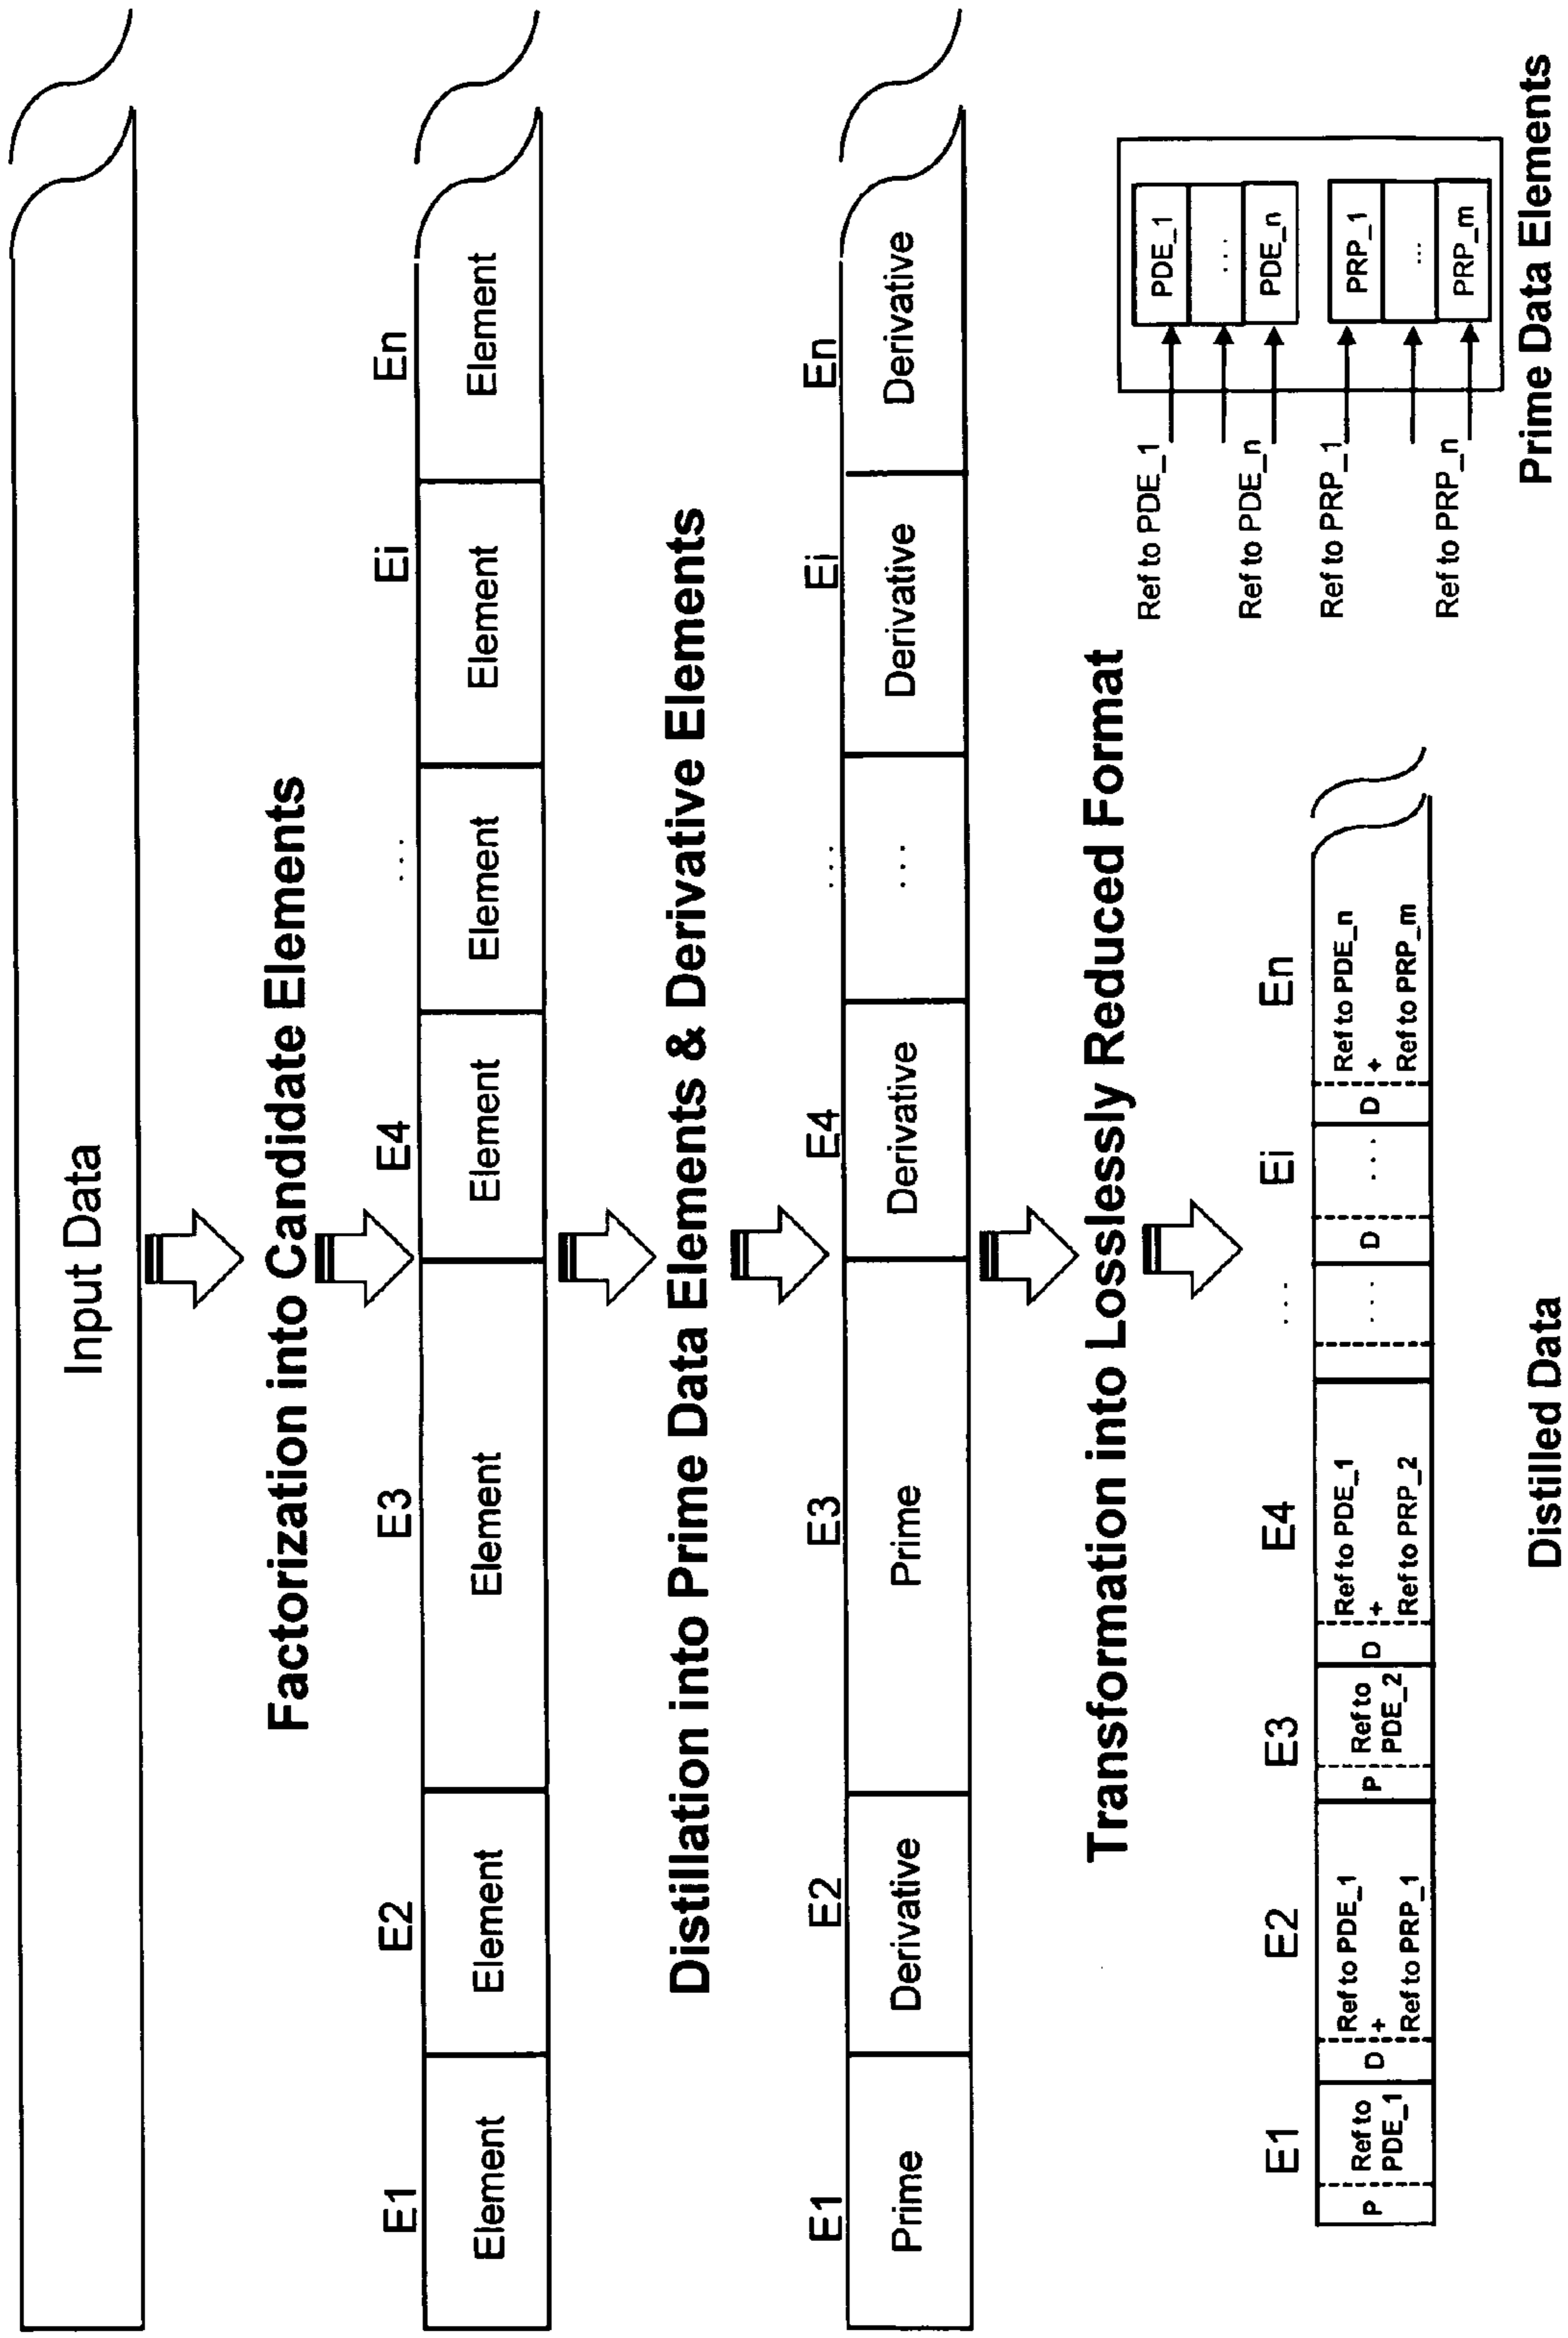 Input Data
Factorization into Candidate Elements
E1 E2 E3 E4 ... Ei En
Element Element Element Element Element Element Element
Distillation into Prime Data Elements & Derivative Elements
E1 E2 E3 E4 ... Ei En
Prime Derivative Prime Derivative ... Derivative Derivative
Transformation into Losslessly Reduced Format
E1 E2 E3 E4 ... Ei En
P Ref to PDE_1
D Ref to PDE_1
+
Ref to PRP_1
P Ref to PDE_2
D Ref to PDE_1
+
Ref to PRP_2
...
D ...
D Ref to PDE_n
+
Ref to PRP_m
Distilled Data
Ref to PDE_1 PDE_1
...
Ref to PDE_n PDE_n
Ref to PRP_1 PRP_1
...
Ref to PRP_n PRP_m
Prime Data Elements